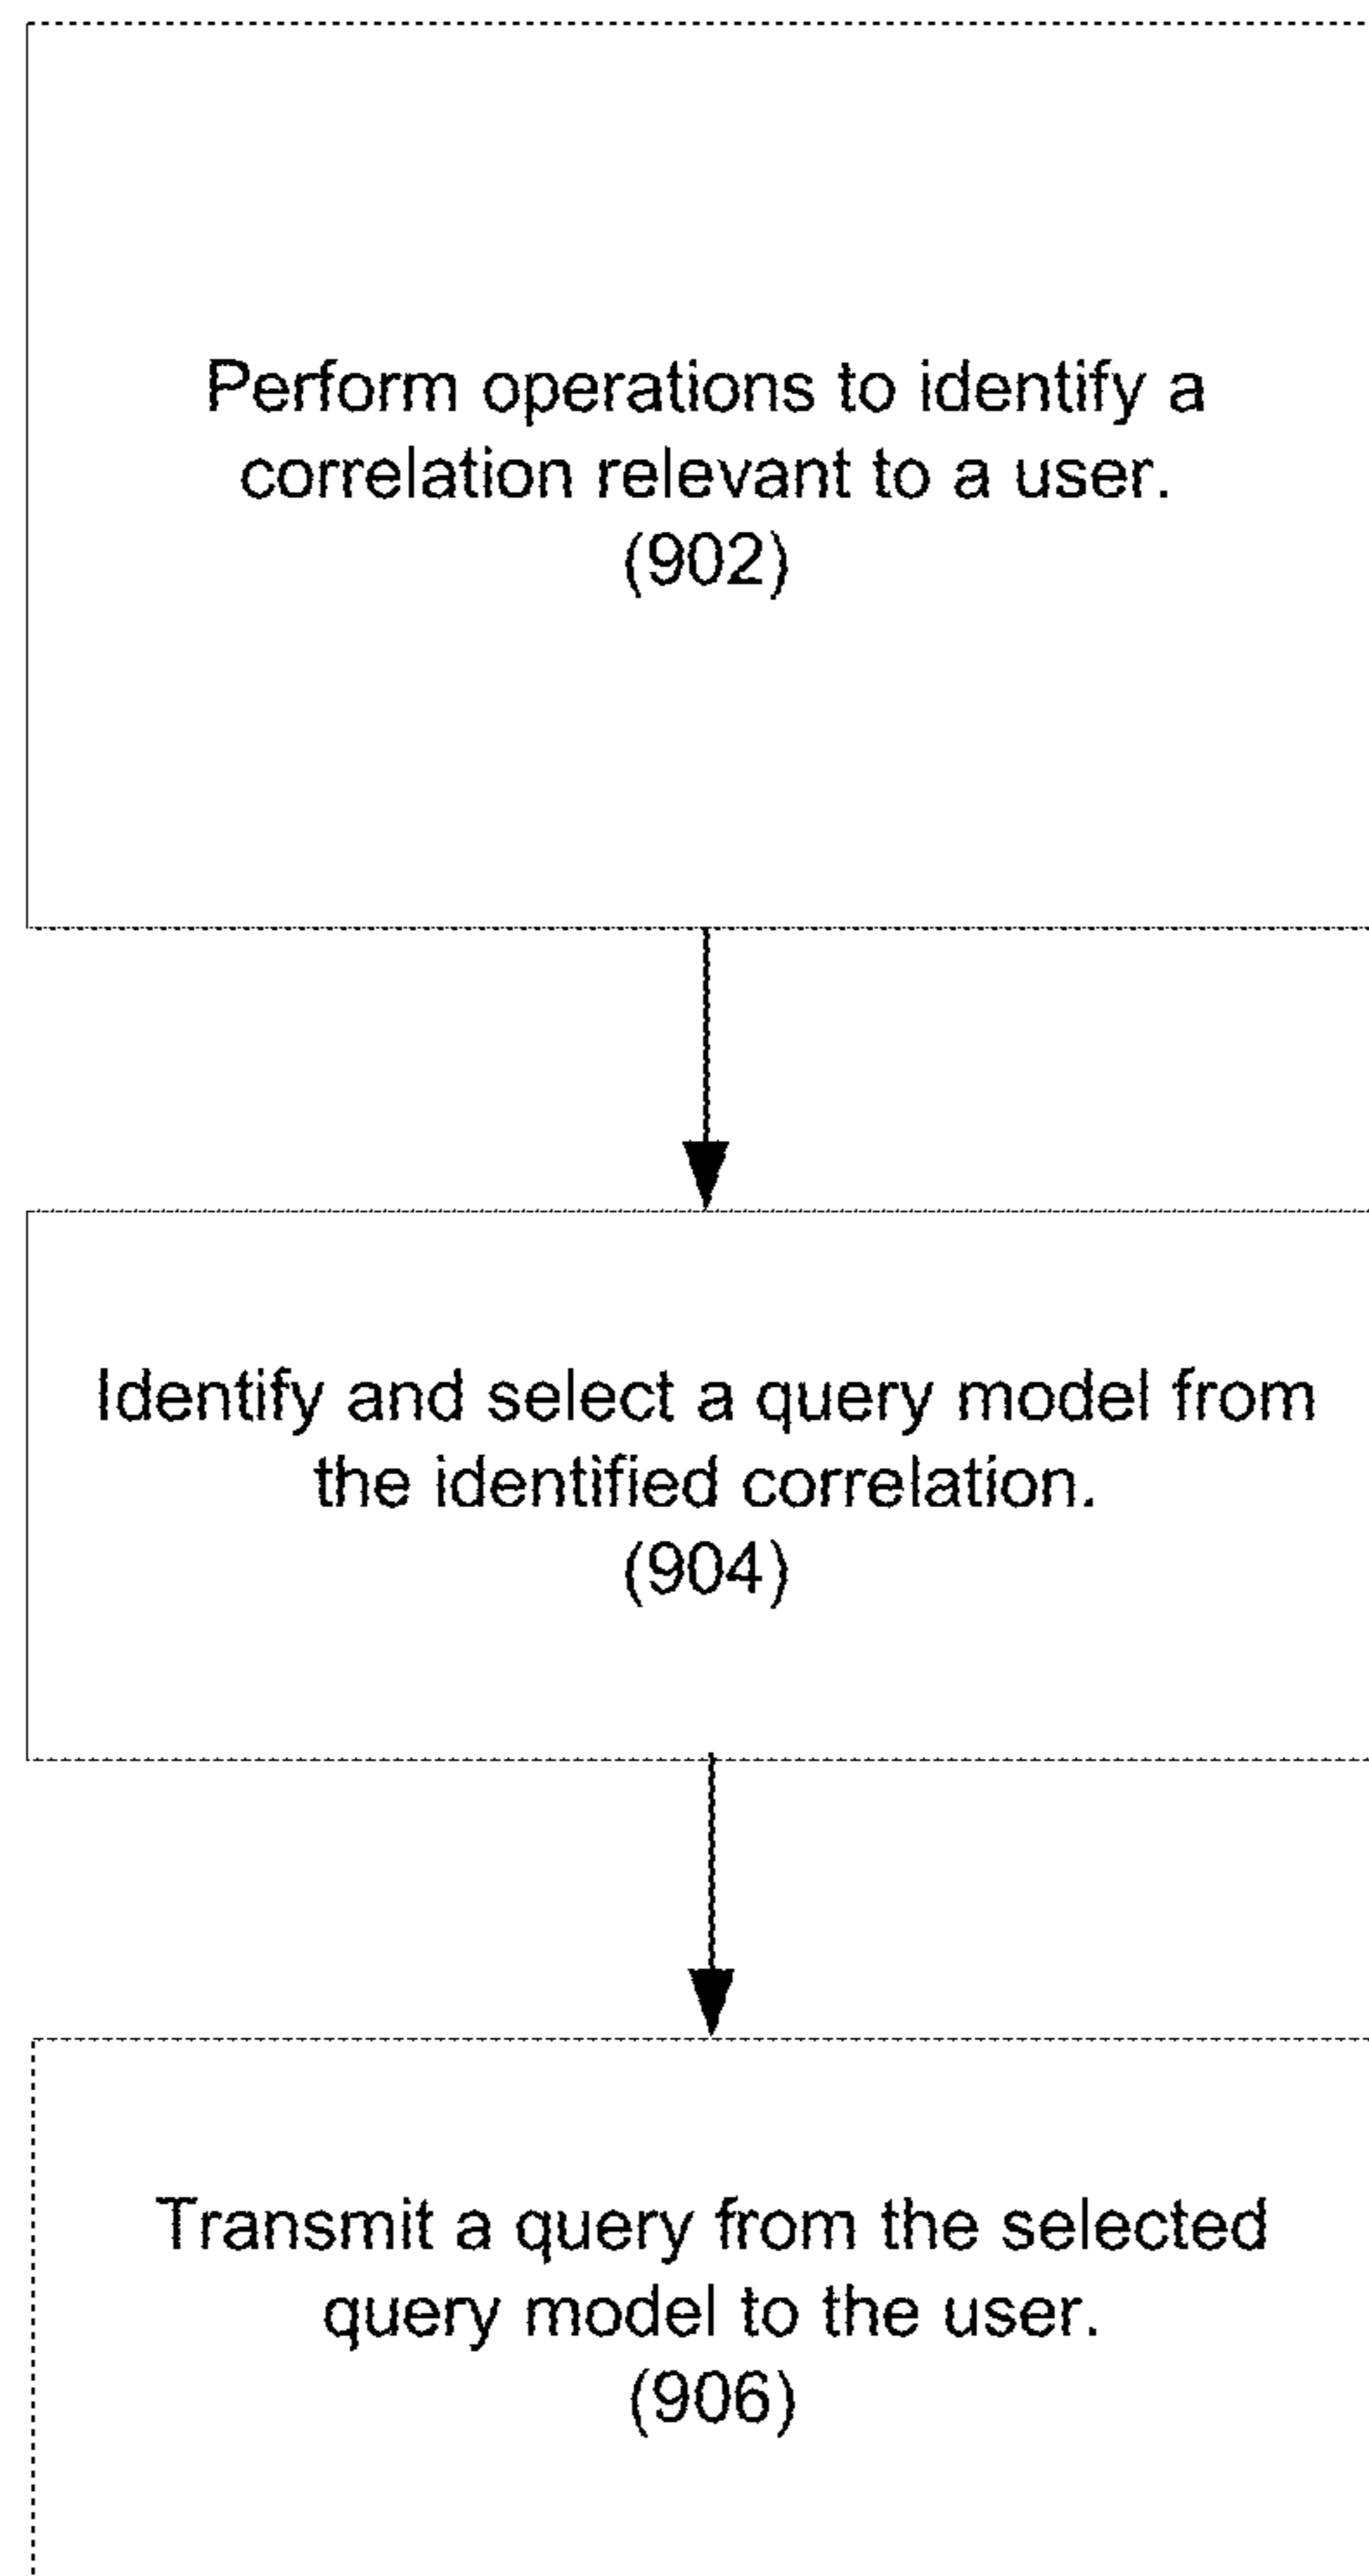 Perform operations to identify a
correlation relevant to a user.
(902)
Identify and select a query model from
the identified correlation.
(904)
Transmit a query from the selected
query model to the user.
(906)